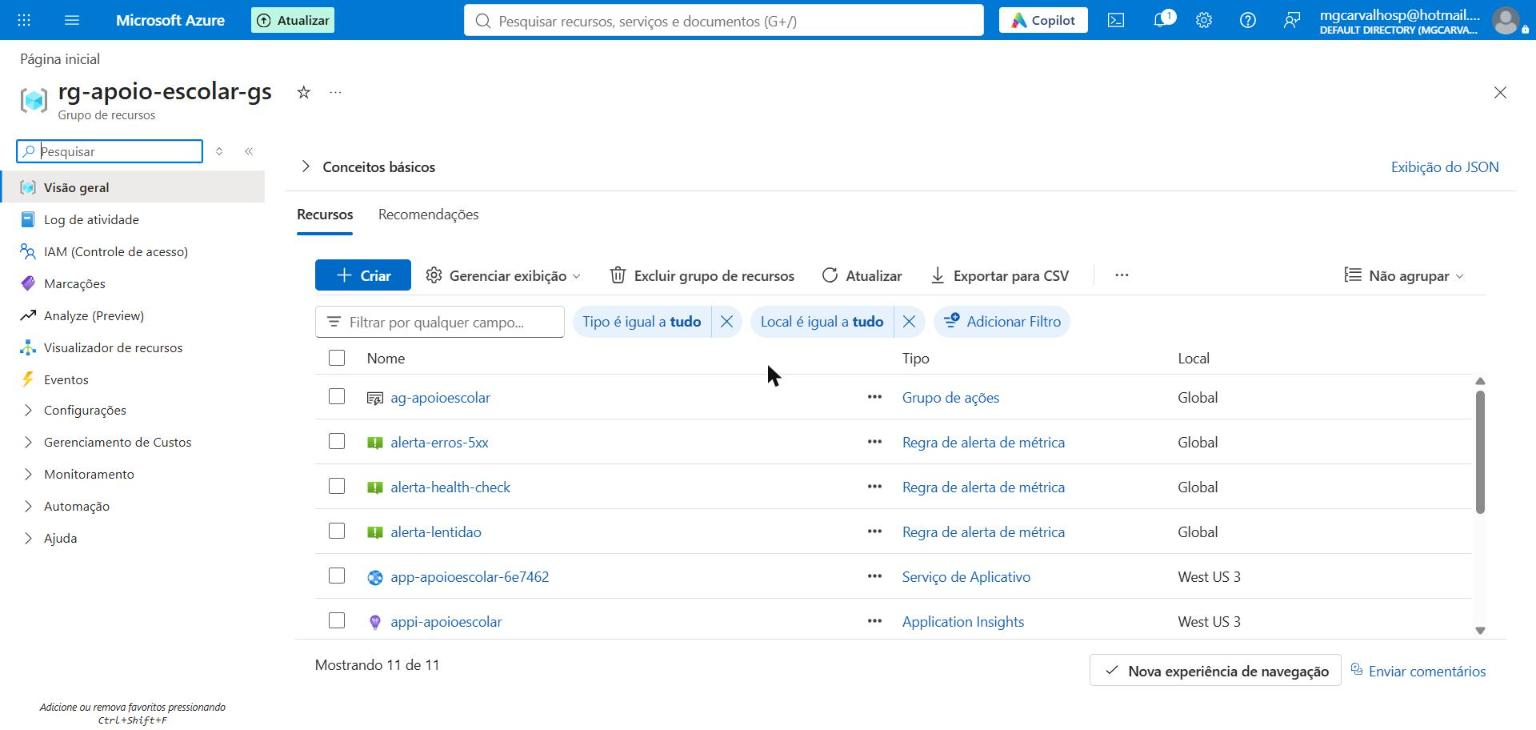 Microsoft Azure
Atualizar
Pesquisar recursos, serviços e documentos (G+/)
Copilot
1
mgcarvalhosp@hotmail....
DEFAULT DIRECTORY (MGCARVA...
Página inicial
rg-apoio-escolar-gs
...
Grupo de recursos
Pesquisar
Conceitos básicos
Exibição do JSON
Visão geral
Log de atividade
IAM (Controle de acesso)
Marcações
Analyze (Preview)
Visualizador de recursos
Eventos
Configurações
Gerenciamento de Custos
Monitoramento
Automação
Ajuda
Recursos Recomendações
Criar Gerenciar exibição Excluir grupo de recursos Atualizar Exportar para CSV ... Não agrupar
Filtrar por qualquer campo... Tipo é igual a tudo Local é igual a tudo Adicionar Filtro
Nome Tipo Local
ag-apoioescolar ... Grupo de ações Global
alerta-erros-5xx ... Regra de alerta de métrica Global
alerta-health-check ... Regra de alerta de métrica Global
alerta-lentidao ... Regra de alerta de métrica Global
app-apoioescolar-6e7462 ... Serviço de Aplicativo West US 3
appi-apoioescolar ... Application Insights West US 3
Mostrando 11 de 11
Nova experiência de navegação Enviar comentários
Adicione ou remova favoritos pressionando
Ctrl+Shift+F